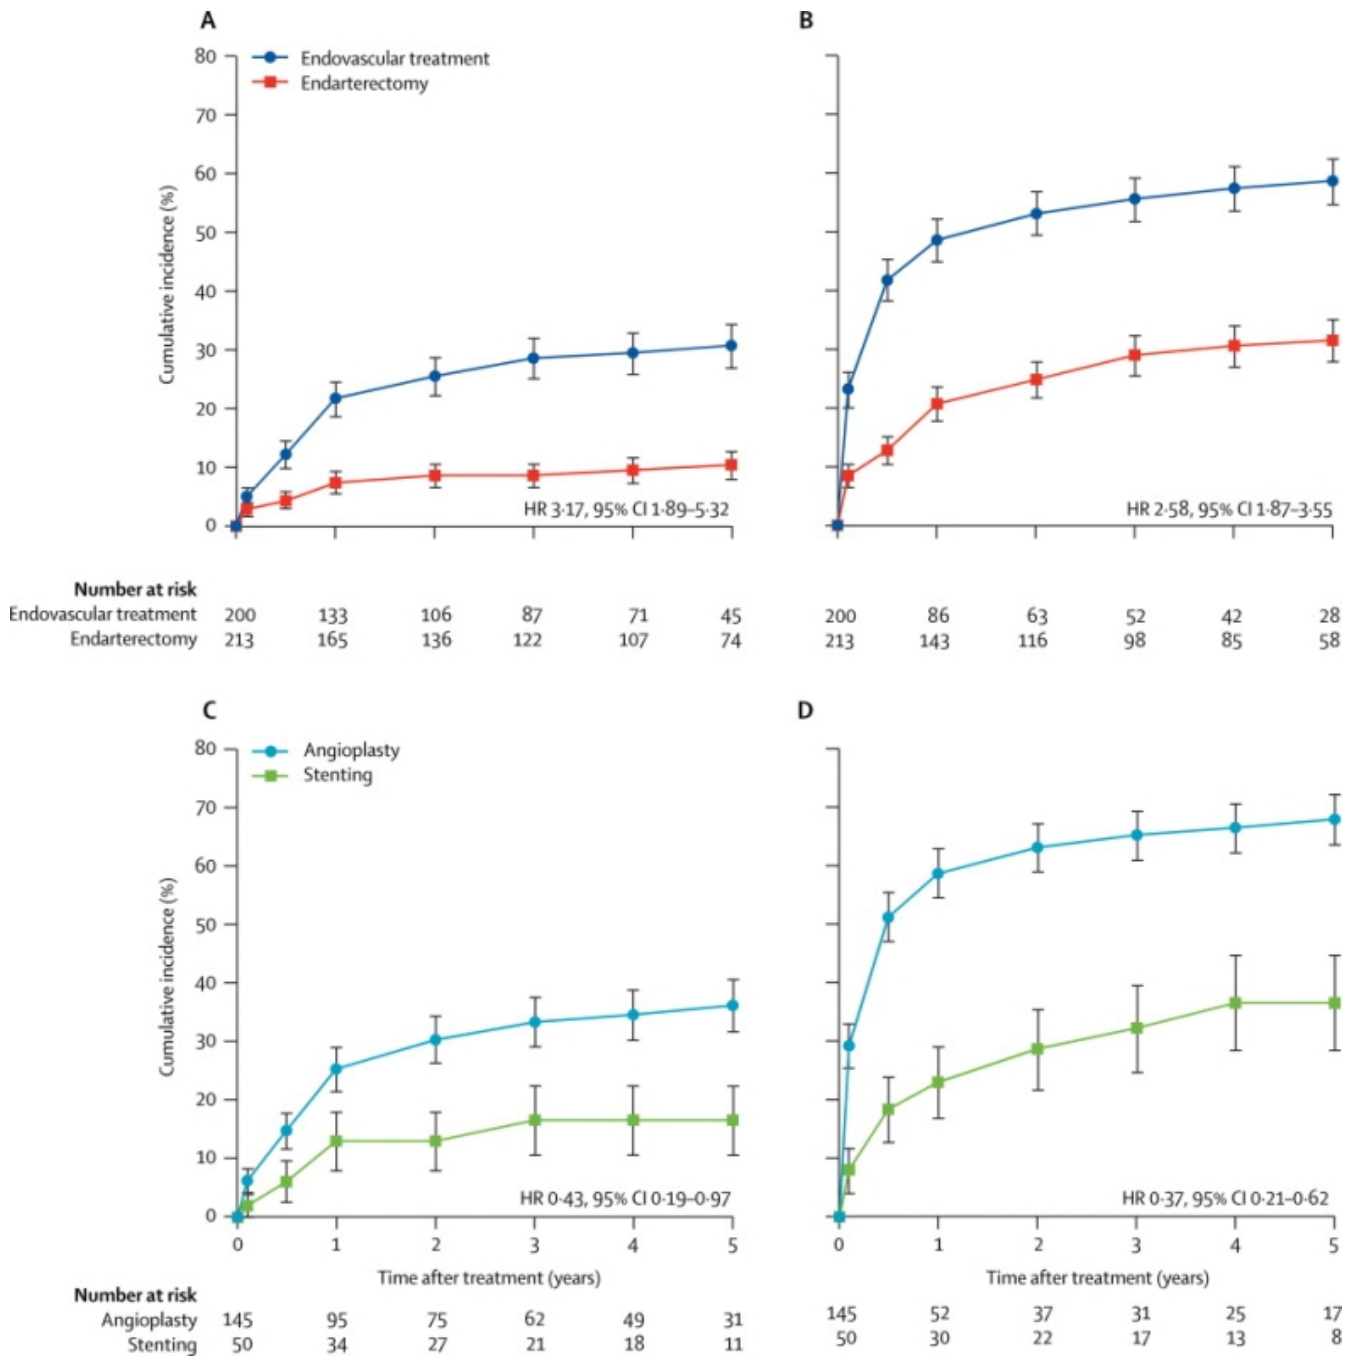 A
B
80
70
60
50
40
30
20
10
0
Cumulative incidence (%)
Endovascular treatment
Endarterectomy
HR 3·17, 95% CI 1·89–5·32
HR 2·58, 95% CI 1·87–3·55
Number at risk
Endovascular treatment 200 133 106 87 71 45 200 86 63 52 42 28
Endarterectomy 213 165 136 122 107 74 213 143 116 98 85 58
C
D
80
70
60
50
40
30
20
10
0
Cumulative incidence (%)
Angioplasty
Stenting
HR 0·43, 95% CI 0·19–0·97
HR 0·37, 95% CI 0·21–0·62
0 1 2 3 4 5 0 1 2 3 4 5
Time after treatment (years) Time after treatment (years)
Number at risk
Angioplasty 145 95 75 62 49 31 145 52 37 31 25 17
Stenting 50 34 27 21 18 11 50 30 22 17 13 8